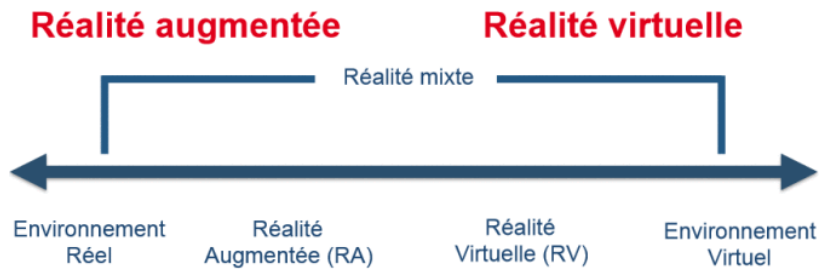 Réalité augmentée
Réalité virtuelle
Réalité mixte
Environnement
Réel
Réalité
Augmentée (RA)
Réalité
Virtuelle (RV)
Environnement
Virtuel